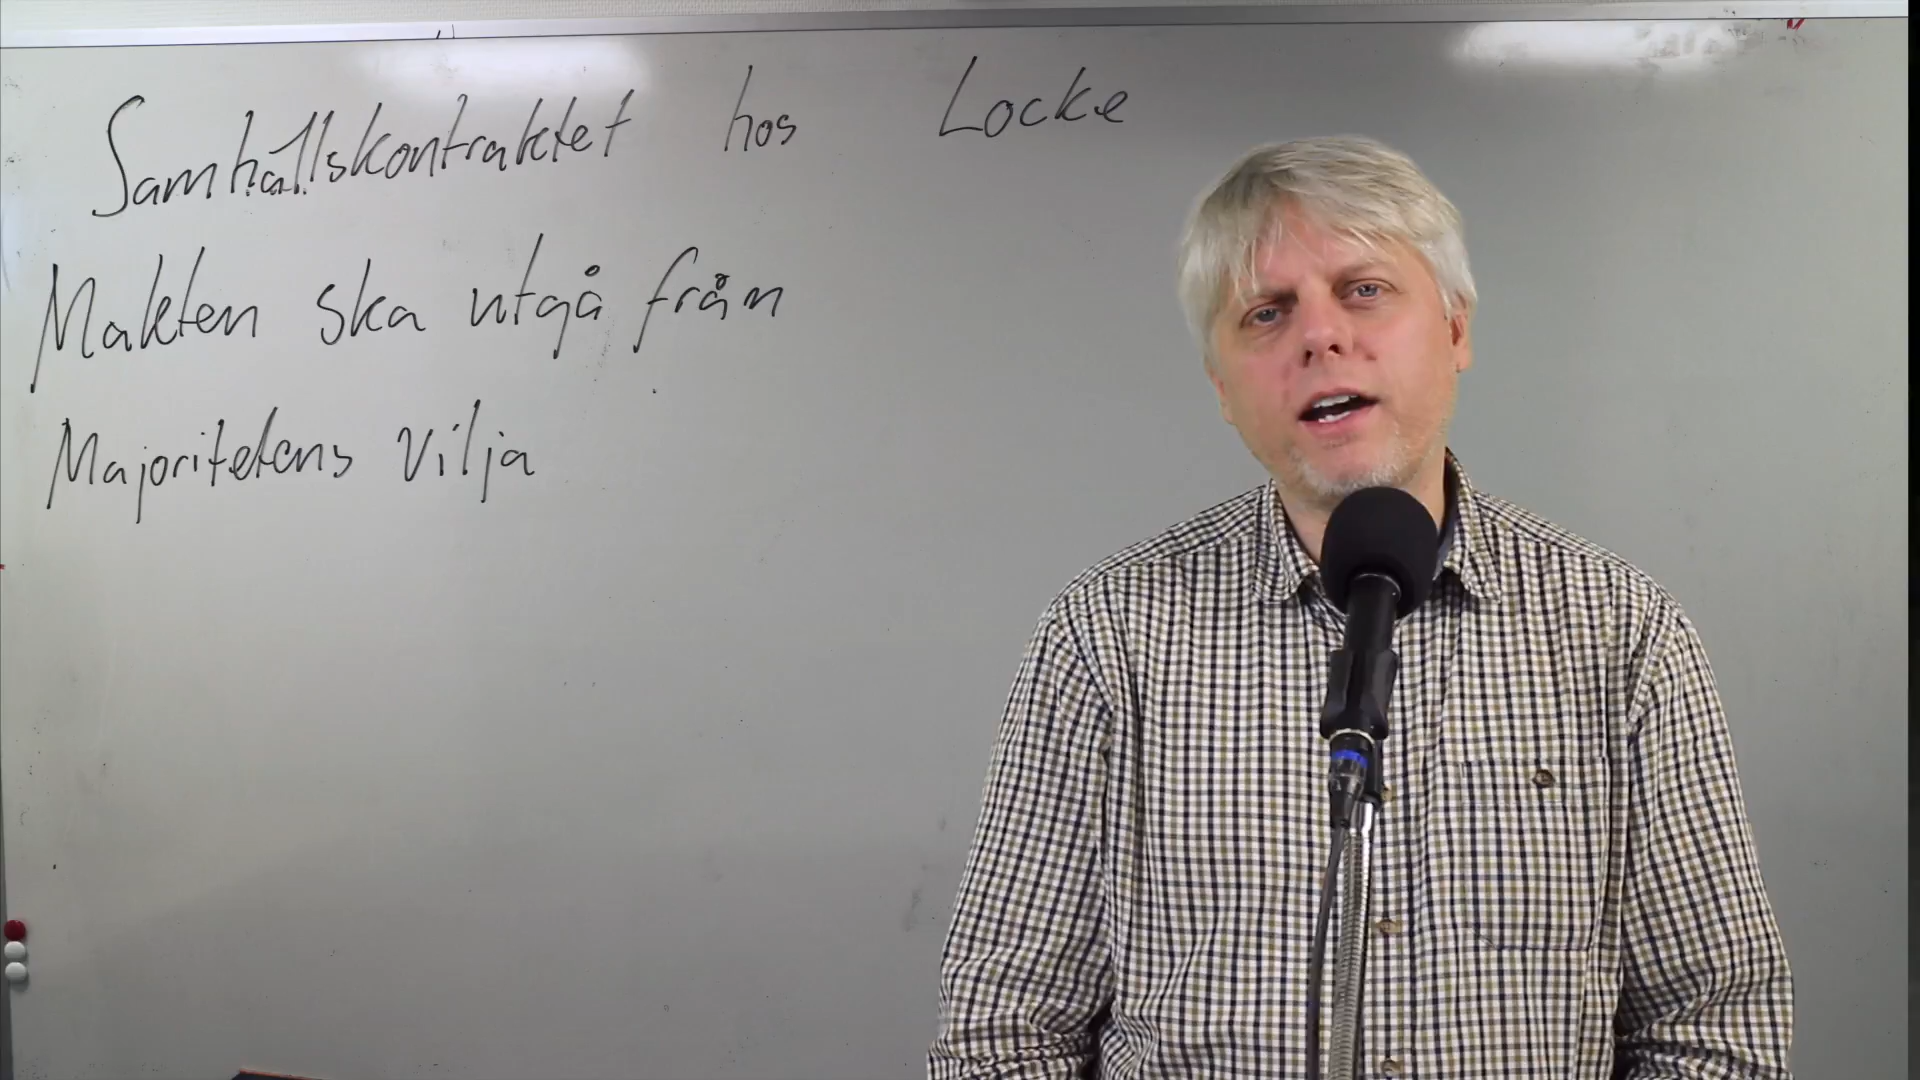 Samhällskontraktet hos Locke
Makten ska utgå från
Majoritetens vilja